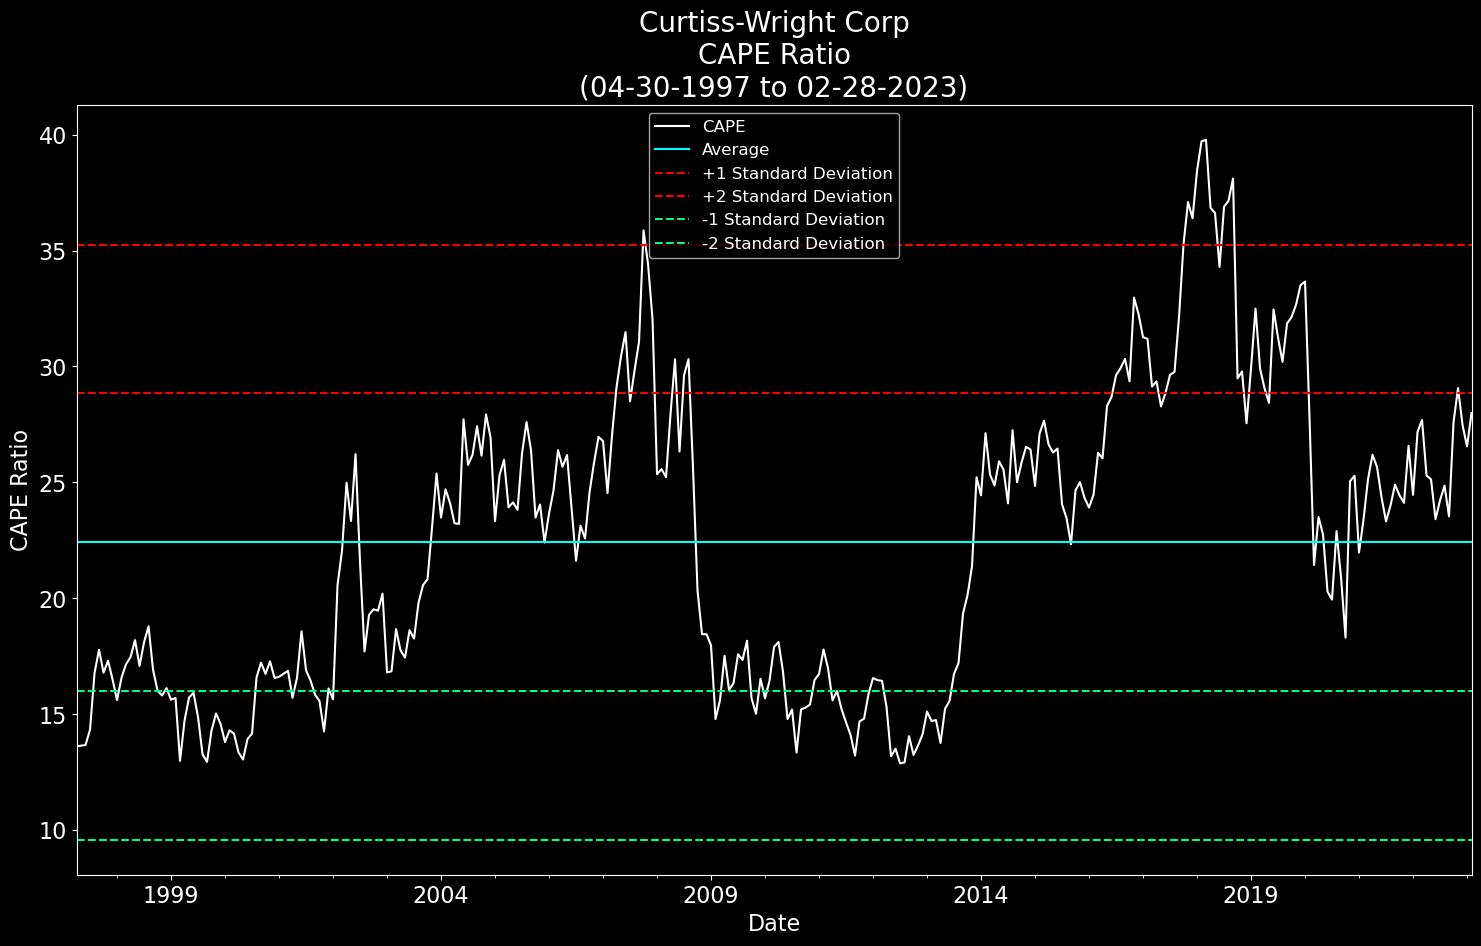 Curtiss-Wright Corp
CAPE Ratio
(04-30-1997 to 02-28-2023)
CAPE
Average
+1 Standard Deviation
+2 Standard Deviation
-1 Standard Deviation
-2 Standard Deviation
CAPE Ratio
40
35
30
25
20
15
10
1999
2004
2009
2014
2019
Date